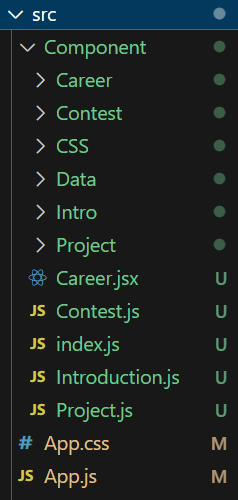 src
Component
Career
Contest
CSS
Data
Intro
Project
Career.jsx U
JS Contest.js U
JS index.js U
JS Introduction.js U
JS Project.js U
# App.css M
JS App.js M